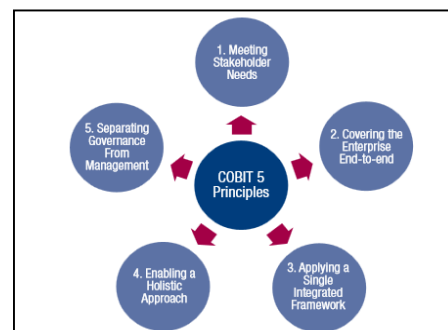 1. Meeting
Stakeholder
Needs
5. Separating
Governance
From
Management
2. Covering the
Enterprise
End-to-end
COBIT 5
Principles
4. Enabling a
Holistic
Approach
3. Applying a
Single
Integrated
Framework